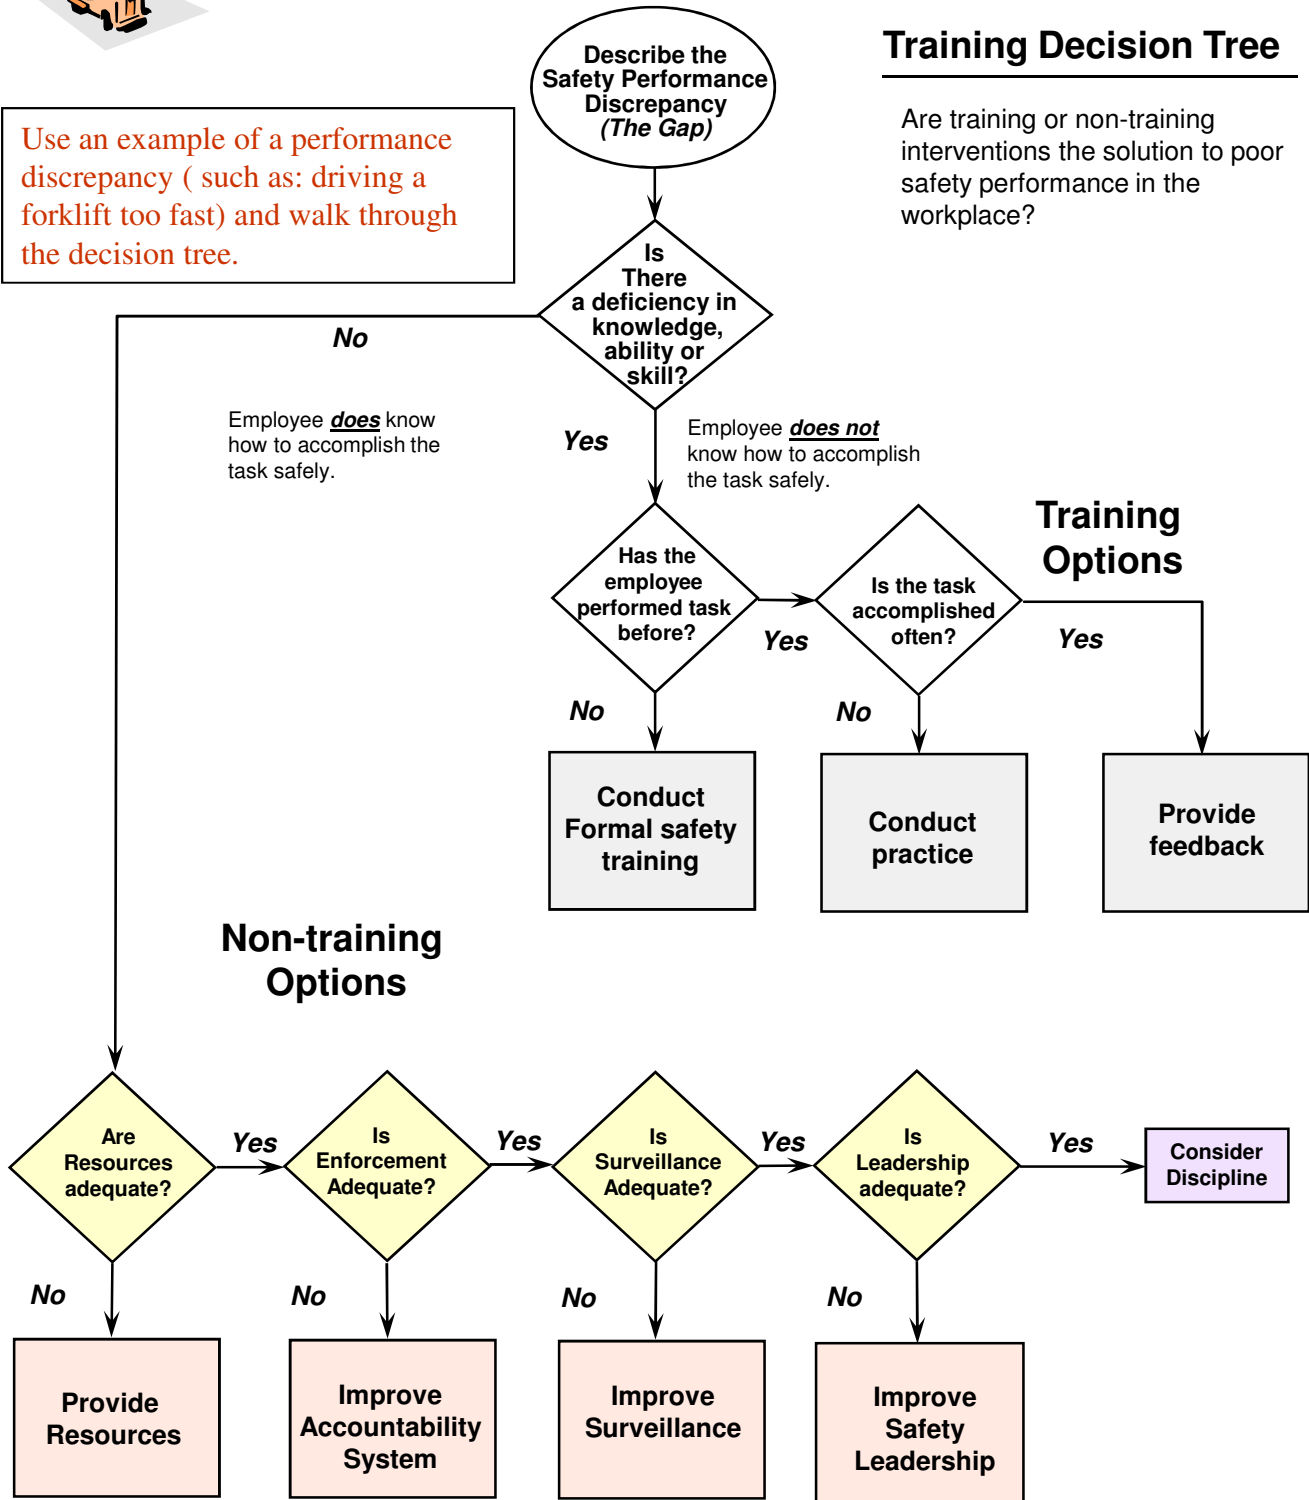 Training Decision Tree
Are training or non-training
interventions the solution to poor
safety performance in the
workplace?
Use an example of a performance
discrepancy ( such as: driving a
forklift too fast) and walk through
the decision tree.
Describe the
Safety Performance
Discrepancy
(The Gap)
Is
There
a deficiency in
knowledge,
ability or
skill?
No
Employee does know
how to accomplish the
task safely.
Yes
Employee does not
know how to accomplish
the task safely.
Training
Options
Has the
employee
performed task
before?
Yes
Is the task
accomplished
often?
Yes
No
No
Conduct
Formal safety
training
Conduct
practice
Provide
feedback
Non-training
Options
Are
Resources
adequate?
Yes
Is
Enforcement
Adequate?
Yes
Is
Surveillance
Adequate?
Yes
Is
Leadership
adequate?
Yes
Consider
Discipline
No
No
No
No
Provide
Resources
Improve
Accountability
System
Improve
Surveillance
Improve
Safety
Leadership